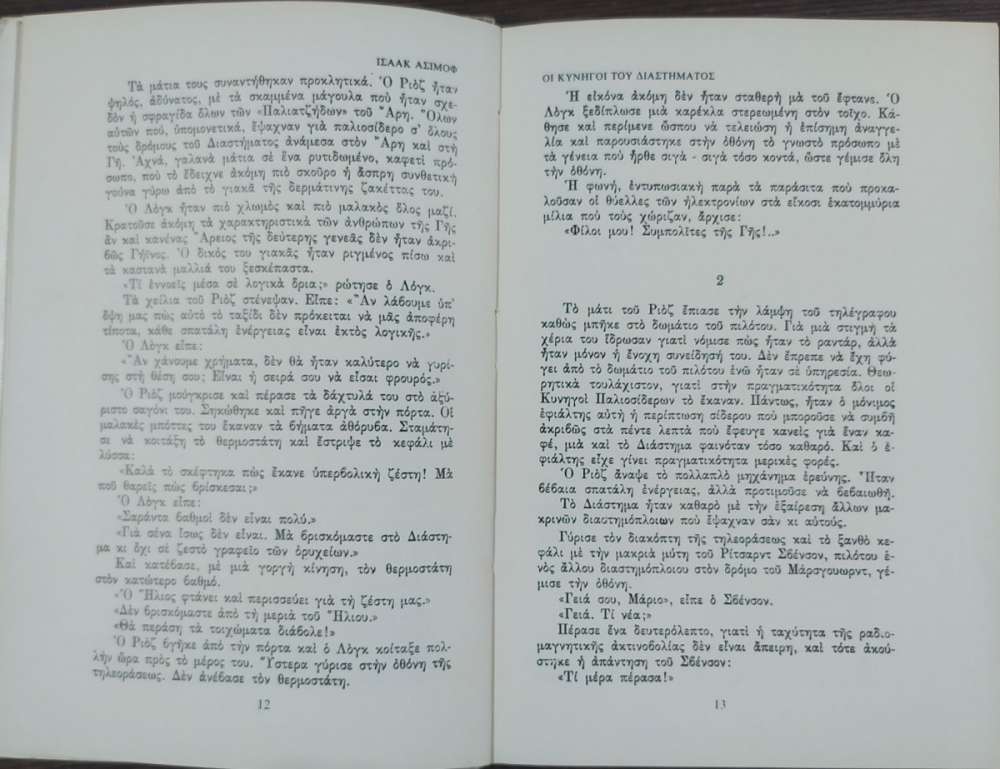 ΙΣΑΑΚ ΑΣΙΜΟΦ
Τὰ μάτια τους συναντήθηκαν προκλητικά. Ὁ Ριὸζ ἦταν
ψηλός, ἀδύνατος, μὲ τὰ σκαμμένα μάγουλα ποὺ ἦταν σχε-
δὸν ἡ σφραγίδα ὅλων τῶν «Παλιατζήδων» τοῦ Ἄρη. Ὅλων
αὐτῶν πού, ὑπομονετικά, ἔψαχναν γιὰ παλιοσίδερο σ' ὅλους
τοὺς δρόμους τοῦ Διαστήματος ἀνάμεσα στὸν Ἄρη καὶ στὴ
Γῆ. Ἀχνά, γαλανὰ μάτια σὲ ἕνα ρυτιδωμένο, καφετὶ πρό-
σωπο, ποὺ τὸ ἔδειχνε ἀκόμη πιὸ σκοῦρο ἡ ἄσπρη συνθετικὴ
γούνα γύρω ἀπὸ τὸ γιακὰ τῆς δερμάτινης ζακέττας του.
Ὁ Λὸγκ ἦταν πιὸ χλωμὸς καὶ πιὸ μαλακὸς ὅλος μαζί.
Κρατοῦσε ἀκόμη τὰ χαρακτηριστικὰ τῶν ἀνθρώπων τῆς Γῆς
ἂν καὶ κανένας Ἄρειος τῆς δεύτερης γενεᾶς δὲν ἦταν ἀκρι-
βῶς Γήϊνος. Ὁ δικός του γιακᾶς ἦταν ριγμένος πίσω καὶ
τὰ καστανὰ μαλλιά του ξεσκέπαστα.
«Τί ἐννοεῖς μέσα σὲ λογικὰ ὅρια;» ρώτησε ὁ Λόγκ.
Τὰ χείλια τοῦ Ριὸζ στένεψαν. Εἶπε: «Ἂν λάβουμε ὑπ'
ὄψη μας πὼς αὐτὸ τὸ ταξίδι δὲν πρόκειται νὰ μᾶς ἀποφέρη
τίποτα, κάθε σπατάλη ἐνέργειας εἶναι ἐκτὸς λογικῆς.»
Ὁ Λὸγκ εἶπε:
«Ἂν χάνουμε χρήματα, δὲν θὰ ἦταν καλύτερο νὰ γυρί-
σης στὴ θέση σου; Εἶναι ἡ σειρά σου νὰ εἶσαι φρουρός.»
Ὁ Ριὸζ μούγκρισε καὶ πέρασε τὰ δάχτυλά του στὸ ἀξύ-
ριστο σαγόνι του. Σηκώθηκε καὶ πῆγε ἀργὰ στὴν πόρτα. Οἱ
μαλακὲς μπόττες του ἔκαναν τὰ βήματα ἀθόρυβα. Σταμάτη-
σε νὰ κοιτάξη τὸ θερμοστάτη καὶ ἔστριψε τὸ κεφάλι μὲ
λύσσα:
«Καλὰ τὸ σκέφτηκα πὼς ἔκανε ὑπερβολικὴ ζέστη! Μὰ
ποῦ θαρεῖς πὼς βρίσκεσαι;»
Ὁ Λὸγκ εἶπε:
«Σαράντα βαθμοὶ δὲν εἶναι πολύ.»
«Γιὰ σένα ἴσως δὲν εἶναι. Μὰ βρισκόμαστε στὸ Διάστη-
μα κι ὄχι σὲ ζεστὸ γραφεῖο τῶν ὀρυχείων.»
Καὶ κατέβασε, μὲ μιὰ γοργὴ κίνηση, τὸν θερμοστάτη
στὸν κατώτερο βαθμό.
«Ὁ Ἥλιος φτάνει καὶ περισσεύει γιὰ τὴ ζέστη μας.»
«Δὲν βρισκόμαστε ἀπὸ τὴ μεριὰ τοῦ Ἥλιου.»
«Θὰ περάση τὰ τοιχώματα διάβολε!»
Ὁ Ριὸζ βγῆκε ἀπὸ τὴν πόρτα καὶ ὁ Λὸγκ κοίταξε πολ-
λὴν ὥρα πρὸς τὸ μέρος του. Ὕστερα γύρισε στὴν ὀθόνη τῆς
τηλεοράσεως. Δὲν ἀνέβασε τὸν θερμοστάτη.
12
ΟΙ ΚΥΝΗΓΟΙ ΤΟΥ ΔΙΑΣΤΗΜΑΤΟΣ
Ἡ εἰκόνα ἀκόμη δὲν ἦταν σταθερὴ μὰ τοῦ ἔφτανε. Ὁ
Λὸγκ ξεδίπλωσε μιὰ καρέκλα στερεωμένη στὸν τοῖχο. Κά-
θησε καὶ περίμενε ὥσπου νὰ τελειώση ἡ ἐπίσημη ἀναγγε-
λία καὶ παρουσιάστηκε στὴν ὀθόνη τὸ γνωστὸ πρόσωπο μὲ
τὰ γένεια ποὺ ἦρθε σιγὰ - σιγὰ τόσο κοντά, ὥστε γέμισε ὅλη
τὴν ὀθόνη.
Ἡ φωνή, ἐντυπωσιακὴ παρὰ τὰ παράσιτα ποὺ προκα-
λοῦσαν οἱ θύελλες τῶν ἠλεκτρονίων στὰ εἴκοσι ἑκατομμύρια
μίλια ποὺ τοὺς χώριζαν, ἄρχισε:
«Φίλοι μου! Συμπολίτες τῆς Γῆς!..»
2
Τὸ μάτι τοῦ Ριὸζ ἔπιασε τὴν λάμψη τοῦ τηλέγραφου
καθὼς μπῆκε στὸ δωμάτιο τοῦ πιλότου. Γιὰ μιὰ στιγμὴ τὰ
χέρια του ἵδρωσαν γιατὶ νόμισε πὼς ἦταν τὸ ραντάρ, ἀλλὰ
ἦταν μόνον ἡ ἔνοχη συνείδησή του. Δὲν ἔπρεπε νὰ ἔχη φύ-
γει ἀπὸ τὸ δωμάτιο τοῦ πιλότου ἐνῶ ἦταν σὲ ὑπηρεσία. Θεω-
ρητικὰ τουλάχιστον, γιατὶ στὴν πραγματικότητα ὅλοι οἱ
Κυνηγοὶ Παλιοσίδερων τὸ ἔκαναν. Πάντως, ἦταν ὁ μόνιμος
ἐφιάλτης αὐτὴ ἡ περίπτωση σίδερου ποὺ μποροῦσε νὰ συμβῆ
ἀκριβῶς στὰ πέντε λεπτὰ ποὺ ἔφευγε κανεὶς γιὰ ἕναν κα-
φέ, μιὰ καὶ τὸ Διάστημα φαινόταν τόσο καθαρό. Καὶ ὁ ἐ-
φιάλτης εἶχε γίνει πραγματικότητα μερικὲς φορές.
Ὁ Ριὸζ ἄναψε τὸ πολλαπλὸ μηχάνημα ἐρεύνης. Ἤταν
βέβαια σπατάλη ἐνέργειας, ἀλλὰ προτιμοῦσε νὰ βεβαιωθῆ.
Τὸ Διάστημα ἦταν καθαρὸ μὲ τὴν ἐξαίρεση ἄλλων μα-
κρινῶν διαστημόπλοιων ποὺ ἔψαχναν σὰν κι αὐτούς.
Γύρισε τὸν διακόπτη τῆς τηλεοράσεως καὶ τὸ ξανθὸ κε-
φάλι μὲ τὴν μακριὰ μύτη τοῦ Ρίτσαρντ Σβένσον, πιλότου ἑ-
νὸς ἄλλου διαστημόπλοιου στὸν δρόμο τοῦ Μάρσγουωρντ, γέ-
μισε τὴν ὀθόνη.
«Γειά σου, Μάριο», εἶπε ὁ Σβένσον.
«Γειά. Τί νέα;»
Πέρασε ἕνα δευτερόλεπτο, γιατὶ ἡ ταχύτητα τῆς ραδιο-
μαγνητικῆς ἀκτινοβολίας δὲν εἶναι ἄπειρη, καὶ τότε ἀκού-
στηκε ἡ ἀπάντηση τοῦ Σβένσον:
«Τί μέρα πέρασα!»
13